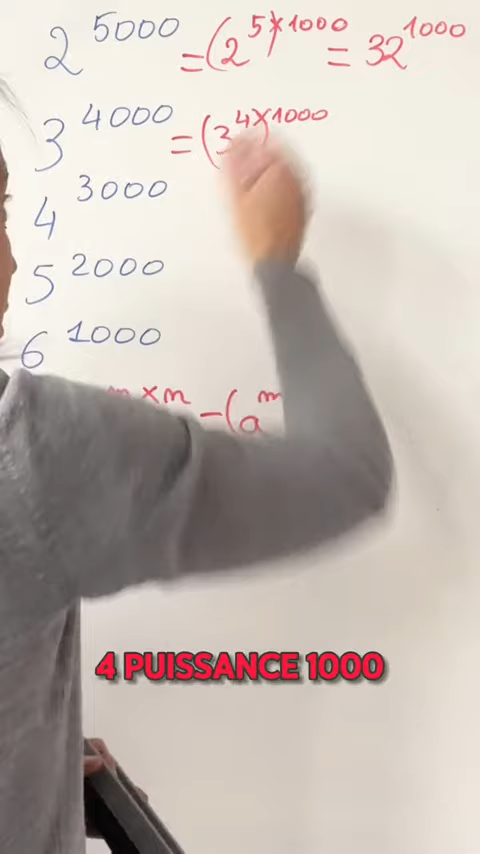 2^5000 = (2^5)^×1000 = 32^1000
3^4000 = (3^4)^×1000
4^3000
5^2000
6^1000
×m = (a^m
4 PUISSANCE 1000